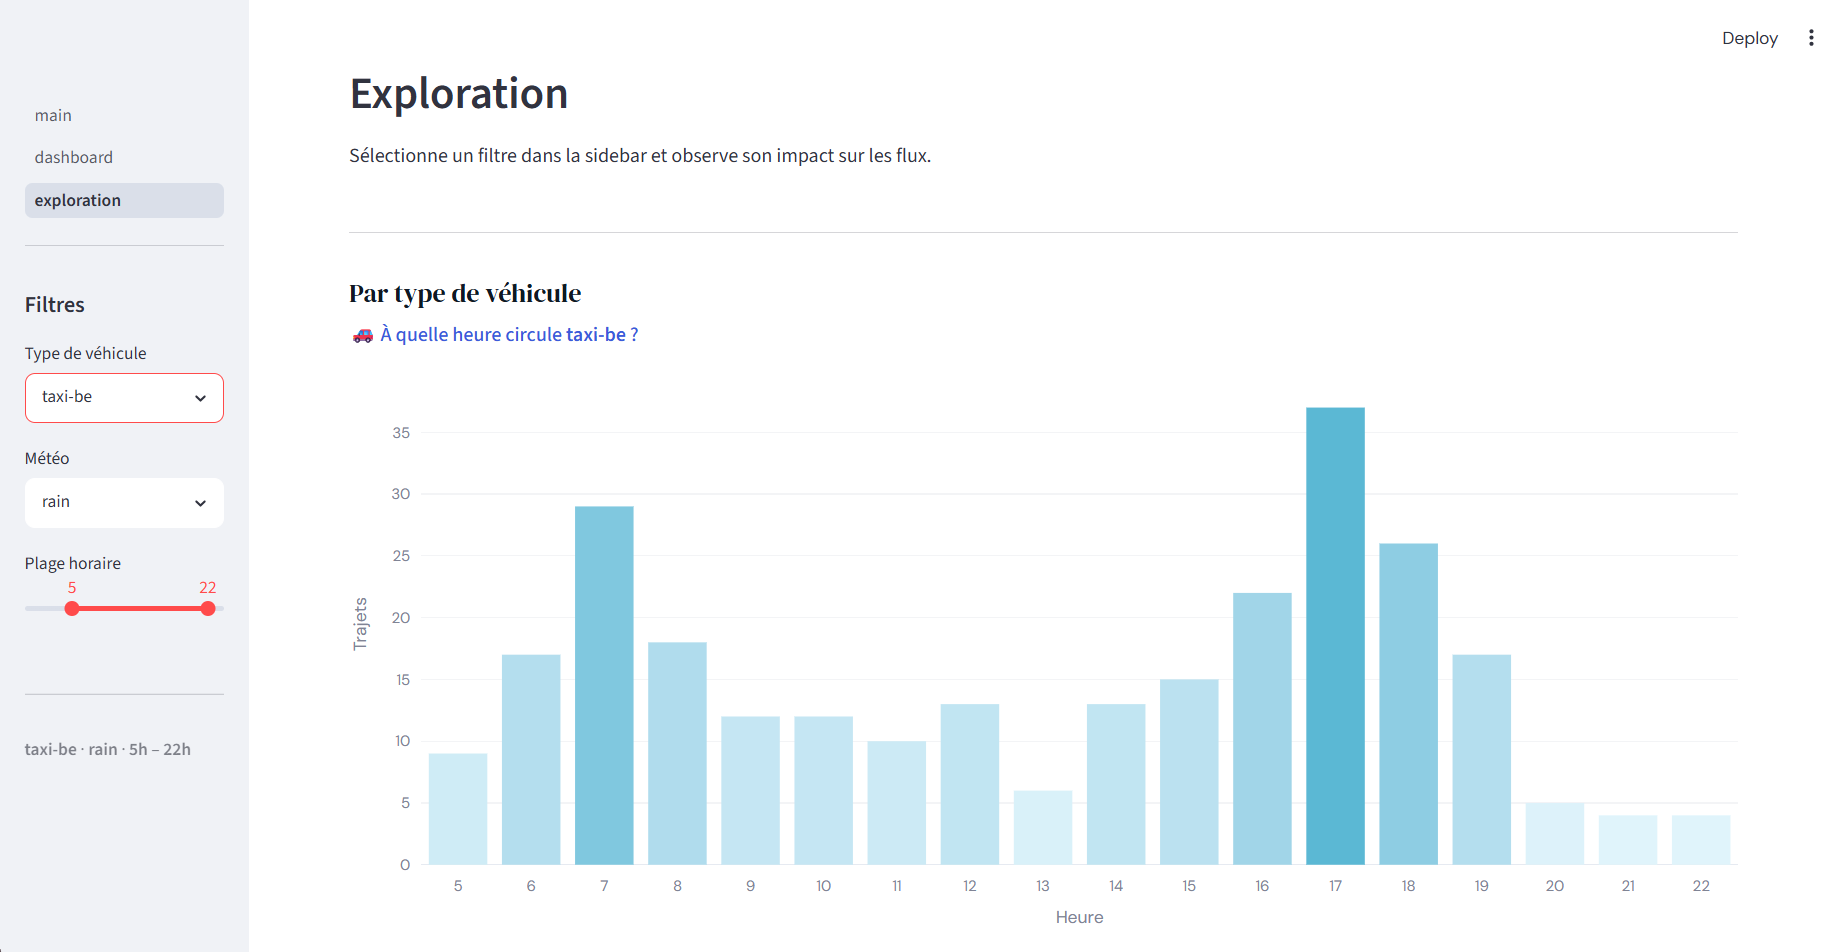 Deploy
main
dashboard
exploration
Filtres
Type de véhicule
taxi-be
Météo
rain
Plage horaire
5 22
taxi-be · rain · 5h – 22h
Exploration
Sélectionne un filtre dans la sidebar et observe son impact sur les flux.
Par type de véhicule
À quelle heure circule taxi-be ?
Trajets
35
30
25
20
15
10
5
0
5 6 7 8 9 10 11 12 13 14 15 16 17 18 19 20 21 22
Heure